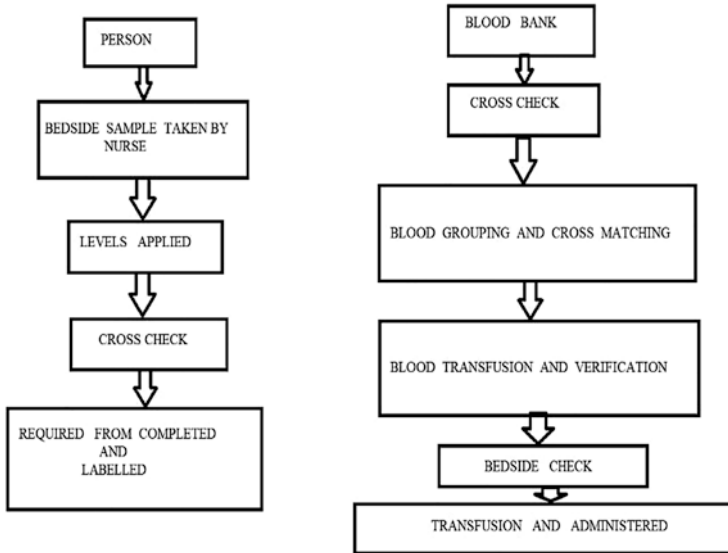 PERSON
BEDSIDE SAMPLE TAKEN BY
NURSE
LEVELS APPLIED
CROSS CHECK
REQUIRED FROM COMPLETED
AND
LABELLED
BLOOD BANK
CROSS CHECK
BLOOD GROUPING AND CROSS MATCHING
BLOOD TRANSFUSION AND VERIFICATION
BEDSIDE CHECK
TRANSFUSION AND ADMINISTERED